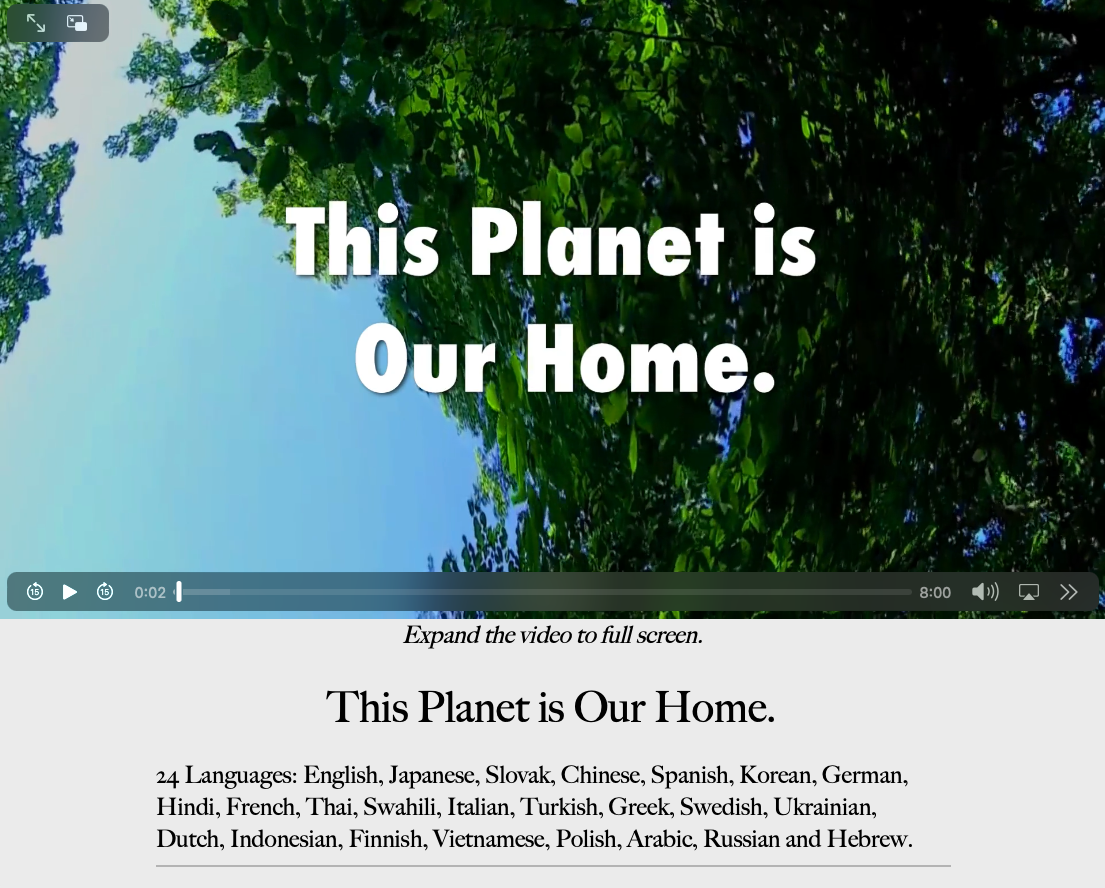 This Planet is
Our Home.
15
15
0:02
8:00
Expand the video to full screen.
This Planet is Our Home.
24 Languages: English, Japanese, Slovak, Chinese, Spanish, Korean, German,
Hindi, French, Thai, Swahili, Italian, Turkish, Greek, Swedish, Ukrainian,
Dutch, Indonesian, Finnish, Vietnamese, Polish, Arabic, Russian and Hebrew.